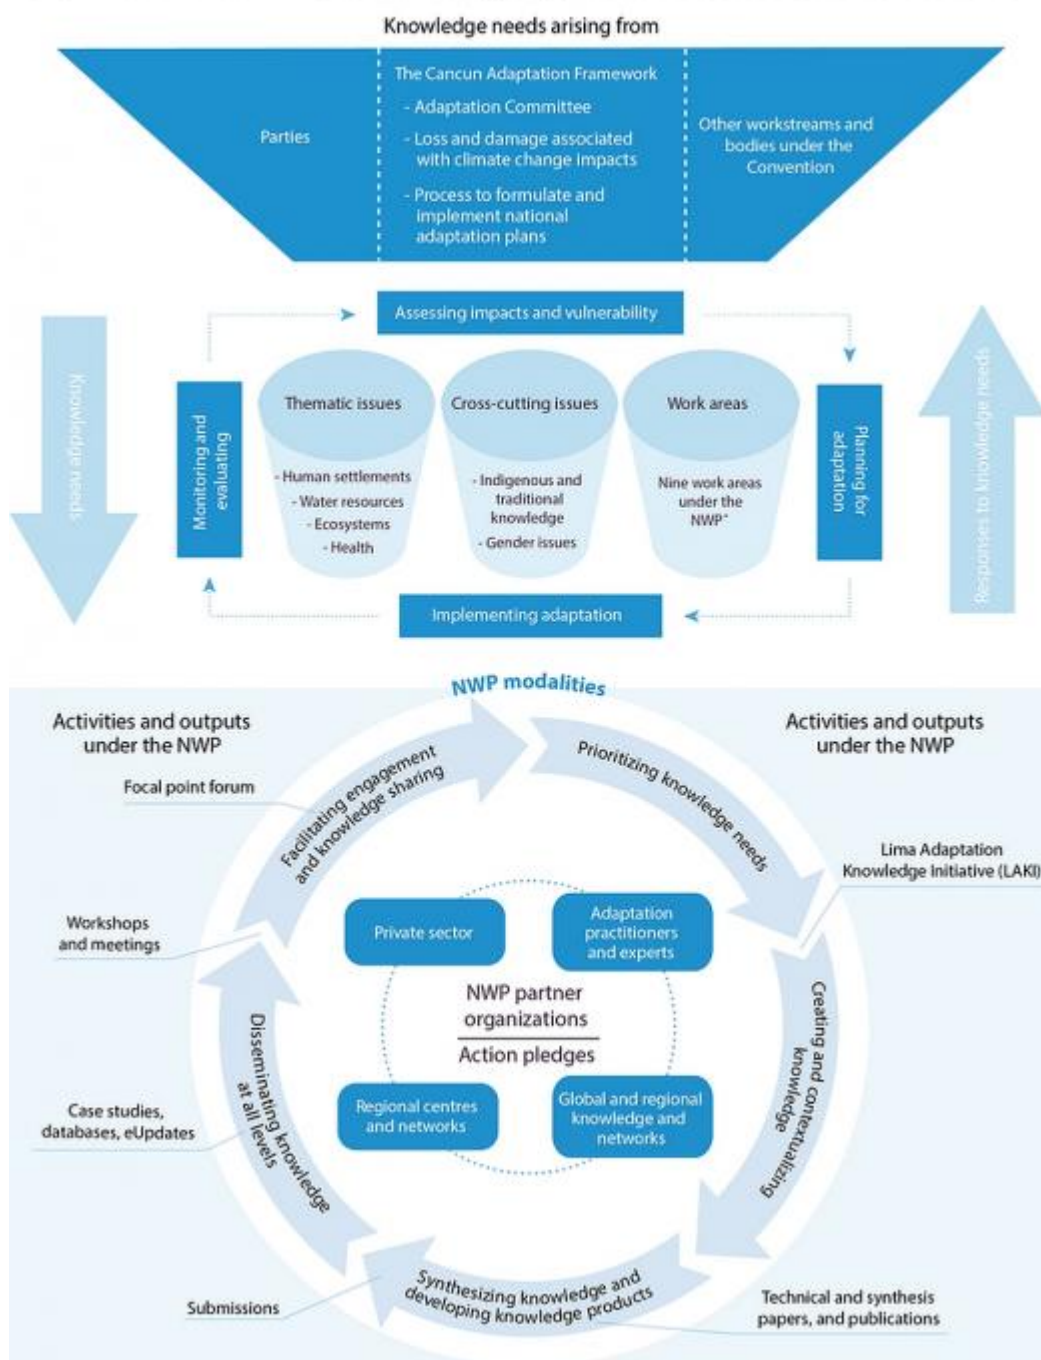 Knowledge needs arising from
Parties
The Cancun Adaptation Framework
- Adaptation Committee
- Loss and damage associated
with climate change impacts
- Process to formulate and
implement national
adaptation plans
Other workstreams and
bodies under the
Convention
Knowledge needs
Assessing impacts and vulnerability
Monitoring and
evaluating
Thematic issues
- Human settlements
- Water resources
- Ecosystems
- Health
Cross-cutting issues
- Indigenous and
traditional
knowledge
- Gender issues
Work areas
Nine work areas
under the
NWP*
Planning for
adaptation
Implementing adaptation
Responses to knowledge needs
NWP modalities
Activities and outputs
under the NWP
Activities and outputs
under the NWP
Focal point forum
Facilitating engagement
and knowledge sharing
Prioritizing knowledge needs
Lima Adaptation
Knowledge Initiative (LAKI)
Workshops
and meetings
Private sector
Adaptation
practitioners
and experts
NWP partner
organizations
Action pledges
Regional centres
and networks
Global and regional
knowledge and
networks
Creating and contextualizing
knowledge
Disseminating knowledge
at all levels
Case studies,
databases, eUpdates
Synthesizing knowledge and
developing knowledge products
Submissions
Technical and synthesis
papers, and publications